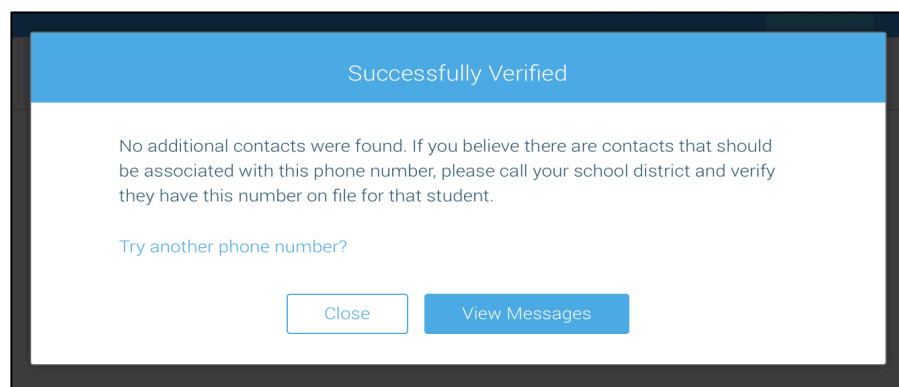 Successfully Verified
No additional contacts were found. If you believe there are contacts that should
be associated with this phone number, please call your school district and verify
they have this number on file for that student.
Try another phone number?
Close
View Messages